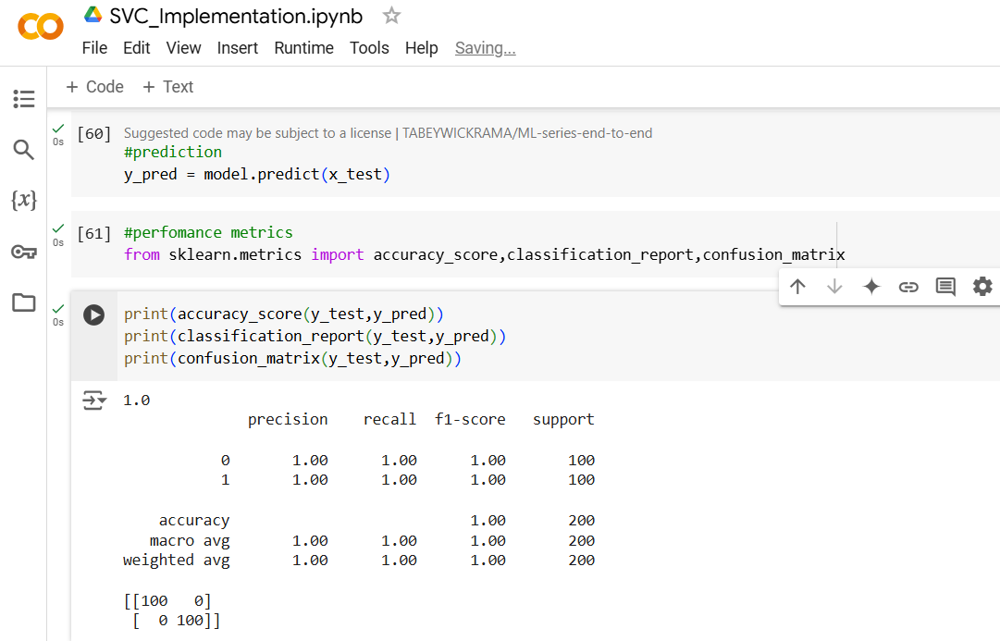 SVC_Implementation.ipynb
File Edit View Insert Runtime Tools Help Saving...
+ Code + Text
0s
[60] Suggested code may be subject to a license | TABEYWICKRAMA/ML-series-end-to-end
#prediction
y_pred = model.predict(x_test)
0s
[61] #perfomance metrics
from sklearn.metrics import accuracy_score,classification_report,confusion_matrix
{x}
0s
print(accuracy_score(y_test,y_pred))
print(classification_report(y_test,y_pred))
print(confusion_matrix(y_test,y_pred))
1.0
precision recall f1-score support
0 1.00 1.00 1.00 100
1 1.00 1.00 1.00 100
accuracy 1.00 200
macro avg 1.00 1.00 1.00 200
weighted avg 1.00 1.00 1.00 200
[[100 0]
[ 0 100]]